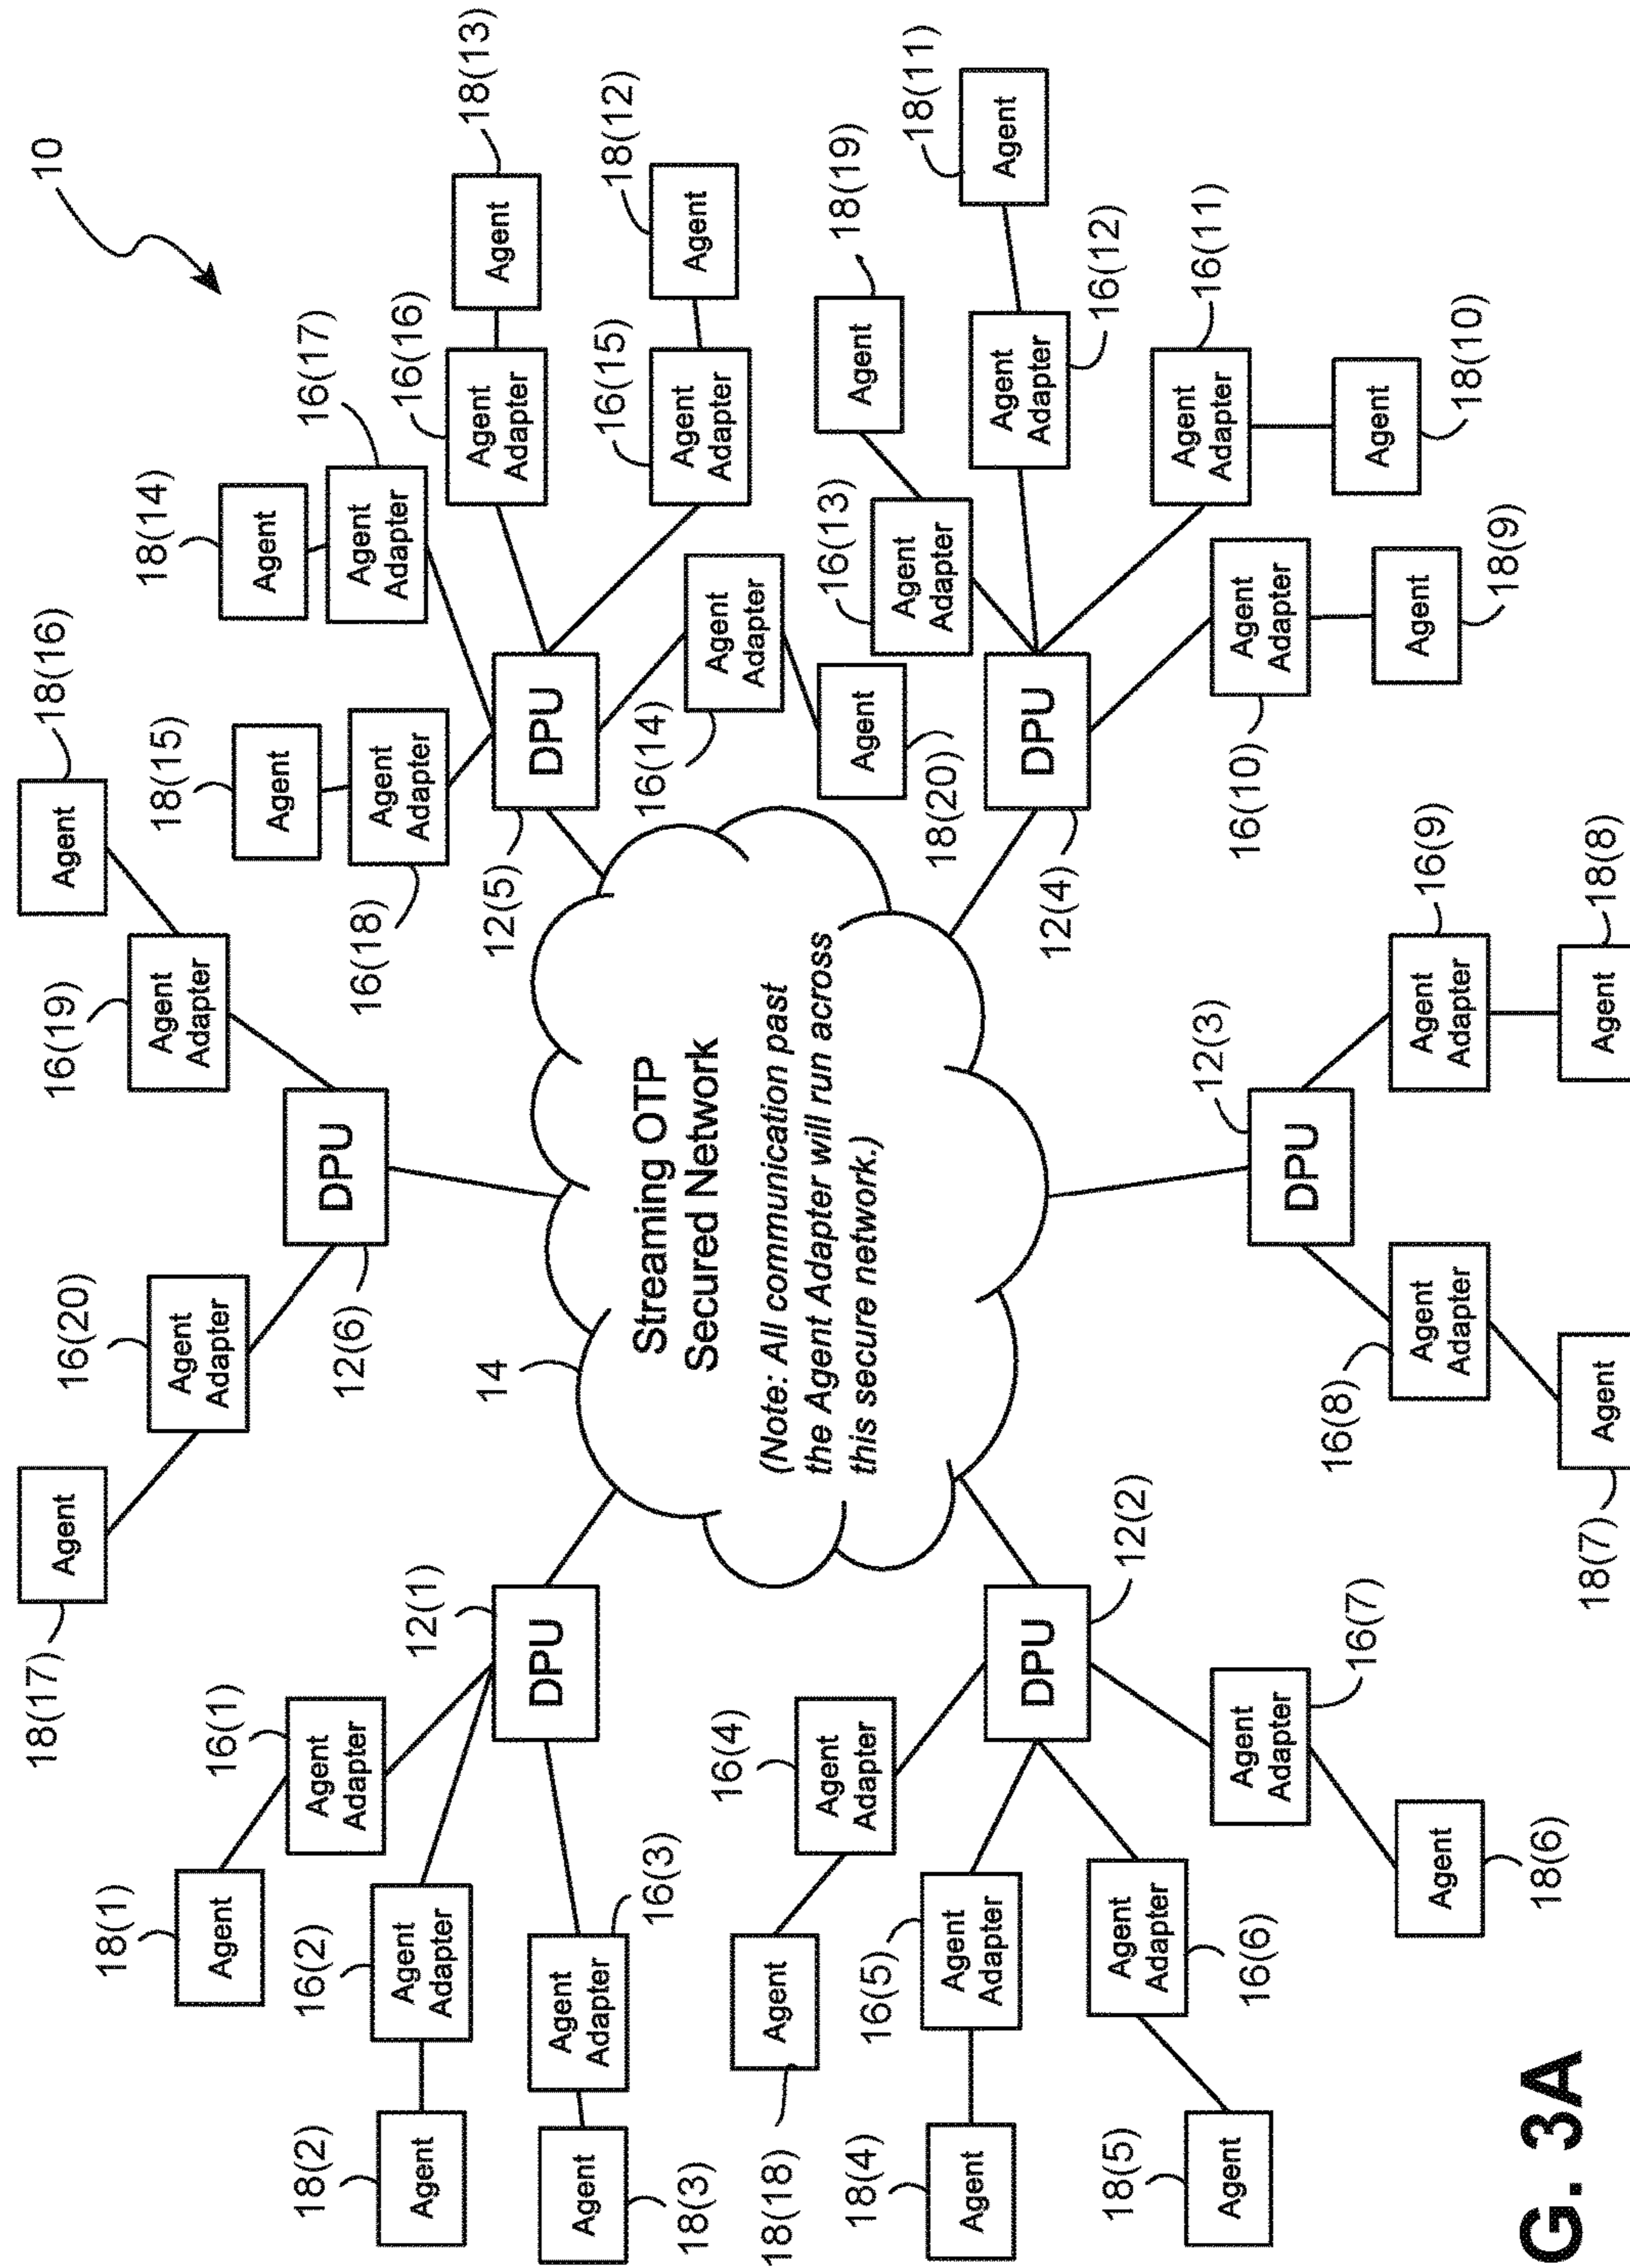 10
18(17)
Agent
Agent
18(16)
16(20)
Agent
Adapter
16(19)
Agent
Adapter
DPU
12(6)
18(1)
Agent
16(1)
Agent
Adapter
18(2)
Agent
16(2)
Agent
Adapter
18(3)
Agent
16(3)
Agent
Adapter
12(1)
DPU
18(15)
Agent
16(18)
Agent
Adapter
18(14)
Agent
16(17)
Agent
Adapter
16(16)
Agent
Adapter
18(13)
Agent
16(15)
Agent
Adapter
18(12)
Agent
12(5)
DPU
16(14)
Agent
Adapter
18(20)
Agent
14
Streaming OTP
Secured Network
(Note: All communication past
the Agent Adapter will run across
this secure network.)
18(18)
Agent
16(4)
Agent
Adapter
18(4)
Agent
16(5)
Agent
Adapter
18(5)
Agent
16(6)
Agent
Adapter
DPU
12(2)
16(7)
Agent
Adapter
18(6)
Agent
16(13)
Agent
Adapter
18(19)
Agent
16(12)
Agent
Adapter
18(11)
Agent
12(4)
DPU
16(11)
Agent
Adapter
18(10)
Agent
16(10)
Agent
Adapter
18(9)
Agent
12(3)
DPU
16(8)
Agent
Adapter
16(9)
Agent
Adapter
18(7)
Agent
18(8)
Agent
G. 3A